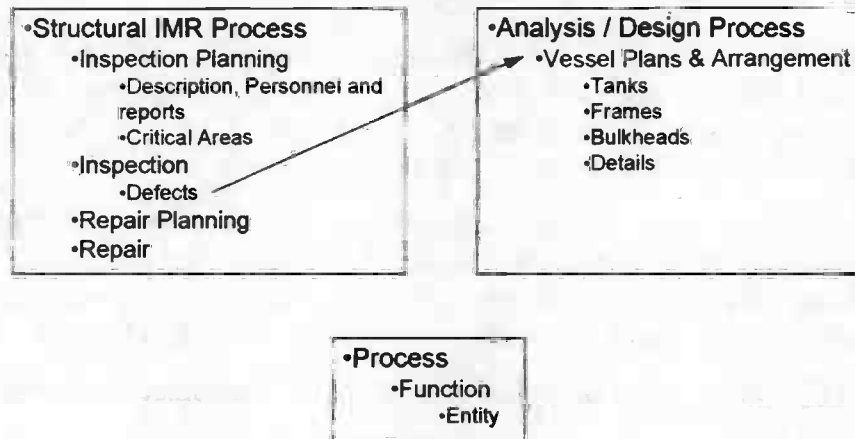 •Structural IMR Process
•Inspection Planning
•Description, Personnel and
reports
•Critical Areas
•Inspection
•Defects
•Repair Planning
•Repair
•Analysis / Design Process
•Vessel Plans & Arrangement
•Tanks
•Frames
•Bulkheads
•Details
•Process
•Function
•Entity